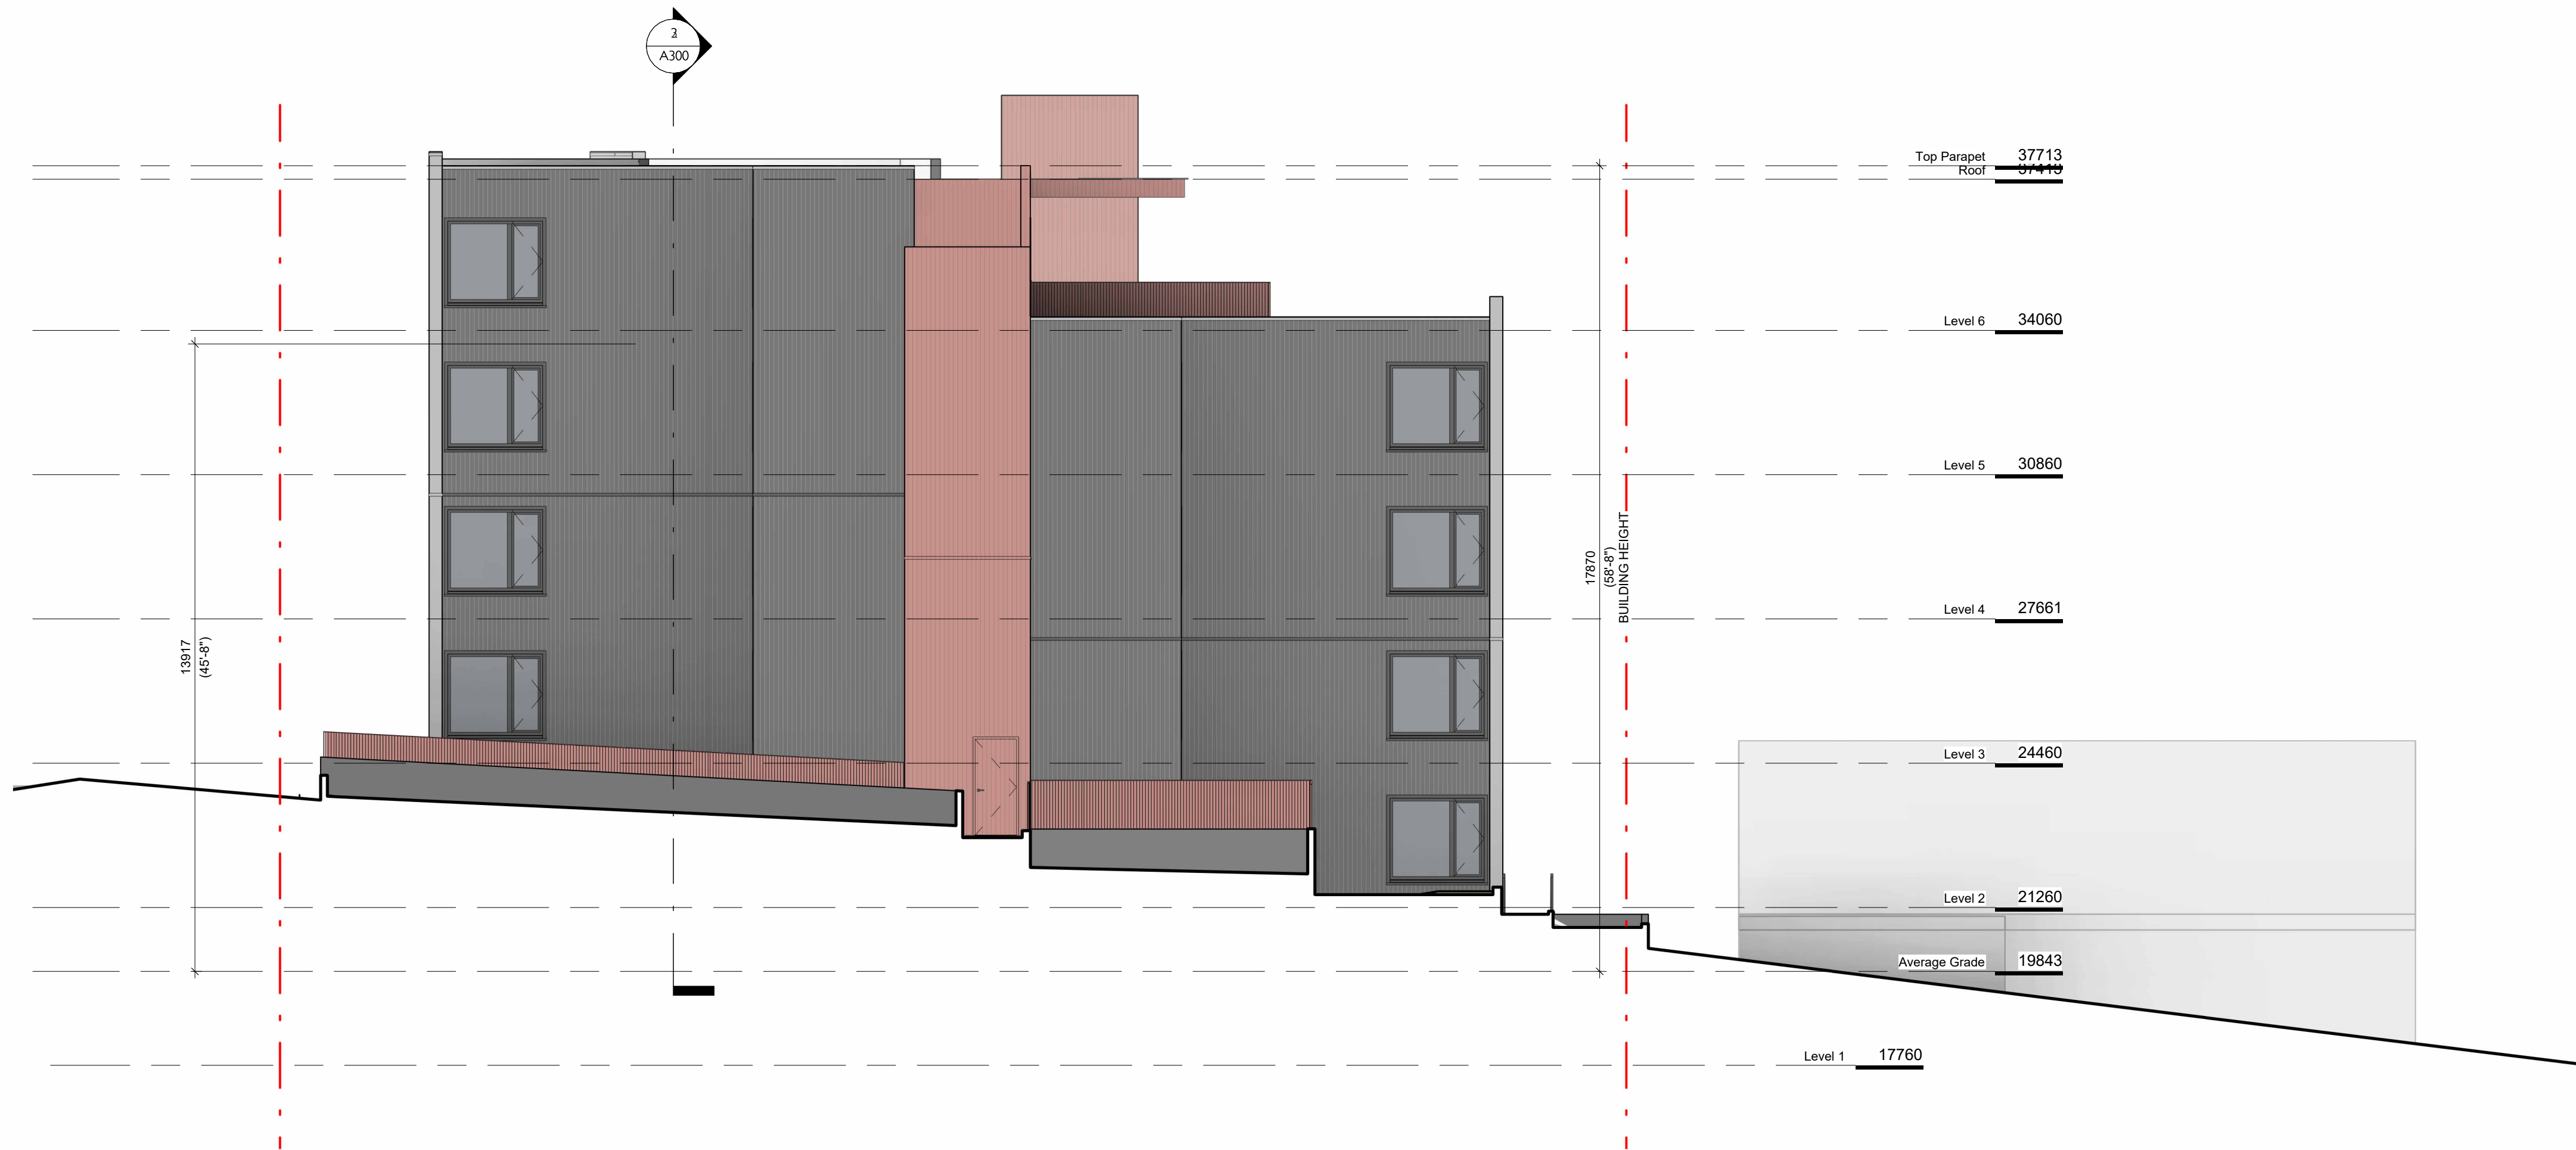 A300
Top Parapet 37713
Roof
Level 6 34060
Level 5 30860
17870
(58'-8")
BUILDING HEIGHT
Level 4 27661
13917
(45'-8")
Level 3 24460
Level 2 21260
Average Grade 19843
Level 1 17760